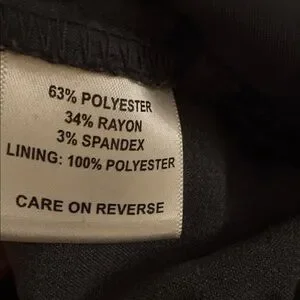 63% POLYESTER
34% RAYON
3% SPANDEX
LINING: 100% POLYESTER
CARE ON REVERSE